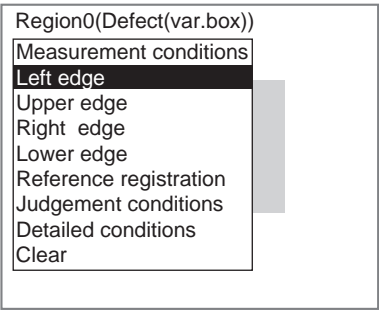 Region0(Defect(var.box))
Measurement conditions
Left edge
Upper edge
Right  edge
Lower edge
Reference registration
Judgement conditions
Detailed conditions
Clear